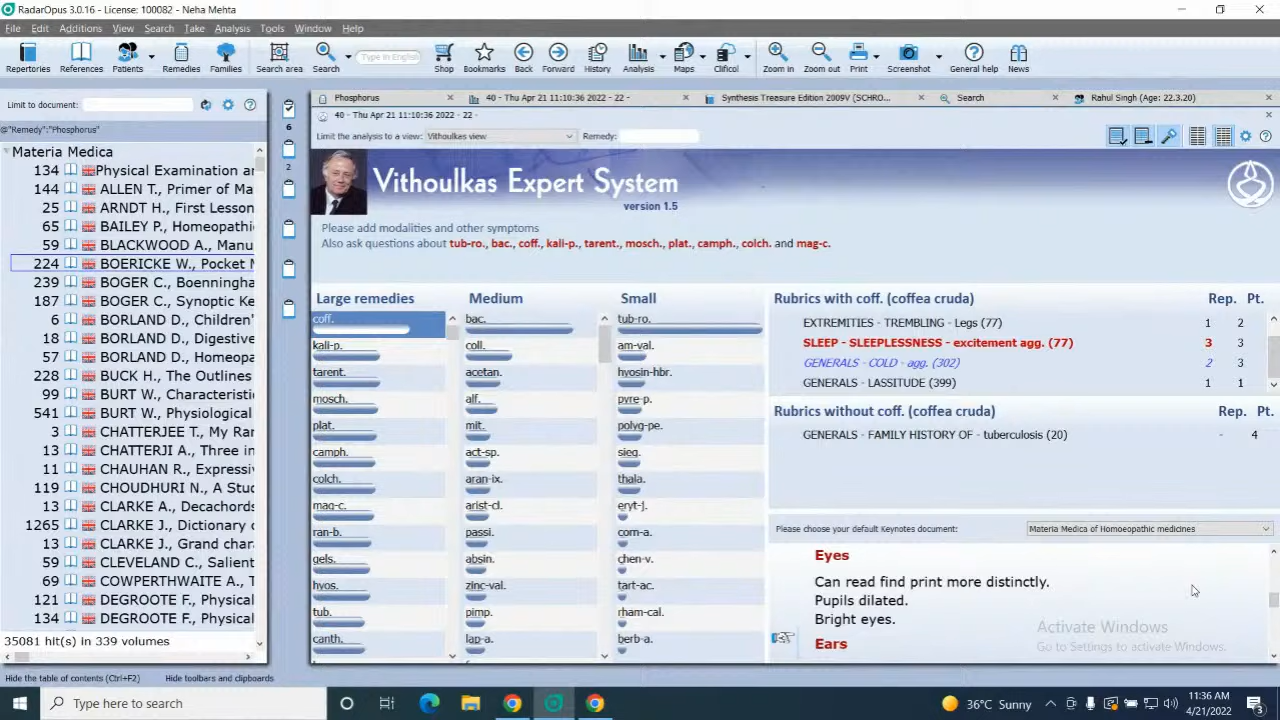 RadarOpus 3.0.16 - License: 100082 - Neha Mehta
File Edit Additions View Search Take Analysis Tools Window Help
Repertories References Patients Remedies Families Search area Search Type in English Shop Bookmarks Back Forward History Analysis Maps Clificol Zoom in Zoom out Print Screenshot General help News
Limit to document:
@"Remedy":"Phosphorus"
Materia Medica
134 Physical Examination ar
144 ALLEN T., Primer of Ma
25 ARNDT H., First Lesson
65 BAILEY P., Homeopathi
59 BLACKWOOD A., Manu
224 BOERICKE W., Pocket M
239 BOGER C., Boenningha
187 BOGER C., Synoptic Ke
6 BORLAND D., Children'
18 BORLAND D., Digestive
57 BORLAND D., Homeopa
228 BUCK H., The Outlines
99 BURT W., Characteristic
541 BURT W., Physiological
3 CHATTERJEE T., My Rar
13 CHATTERJI A., Three in
11 CHAUHAN R., Expressiv
119 CHOUDHURI N., A Stud
13 CLARKE A., Decachords
1265 CLARKE J., Dictionary c
13 CLARKE J., Grand char
59 CLEVELAND C., Salient
69 COWPERTHWAITE A., T
121 DEGROOTE F., Physical
134 DEGROOTE F., Physical
35081 hit(s) in 339 volumes
Hide the table of contents (Ctrl+F2) Hide toolbars and clipboards
6
2
Phosphorus 40 - Thu Apr 21 11:10:36 2022 - 22 - Synthesis Treasure Edition 2009V (SCHRO... Search Rahul Singh (Age: 22.3.20)
40 - Thu Apr 21 11:10:36 2022 - 22 -
Limit the analysis to a view: Vithoulkas view Remedy:
Vithoulkas Expert System
version 1.5
Please add modalities and other symptoms
Also ask questions about tub-ro., bac., coff., kali-p., tarent., mosch., plat., camph., colch. and mag-c.
Large remedies Medium Small
coff. bac. tub-ro.
kali-p. coll. am-val.
tarent. acetan. hyosin-hbr.
mosch. alf. pyre-p.
plat. mit. polyg-pe.
camph. act-sp. sieg.
colch. aran-ix. thala.
mag-c. arist-cl. eryt-j.
ran-b. passi. com-a.
gels. absin. chen-v.
hyos. zinc-val. tart-ac.
tub. pimp. rham-cal.
canth. lap-a. berb-a.
Rubrics with coff. (coffea cruda) Rep. Pt.
EXTREMITIES - TREMBLING - Legs (77) 1 2
SLEEP - SLEEPLESSNESS - excitement agg. (77) 3 3
GENERALS - COLD - agg. (302) 2 3
GENERALS - LASSITUDE (399) 1 1
Rubrics without coff. (coffea cruda) Rep. Pt.
GENERALS - FAMILY HISTORY OF - tuberculosis (20) - 4
Please choose your default Keynotes document: Materia Medica of Homoeopathic medicines
Eyes
Can read find print more distinctly.
Pupils dilated.
Bright eyes.
Ears
Activate Windows
Go to Settings to activate Windows.
Type here to search
36°C Sunny
11:36 AM
4/21/2022
3